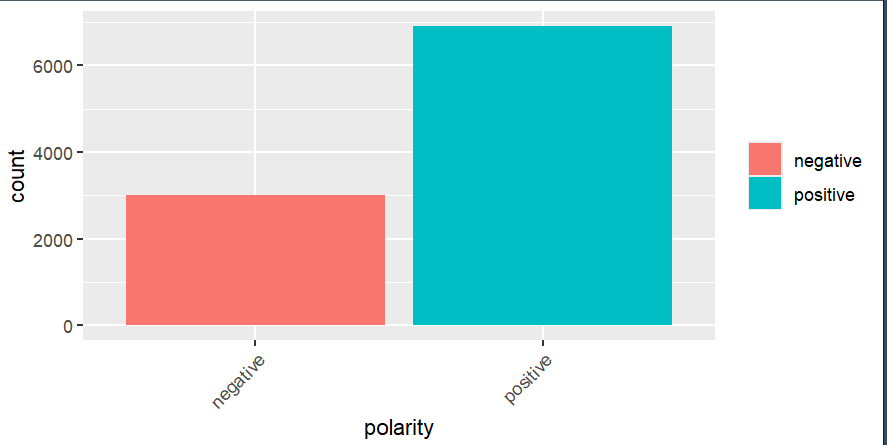 6000
4000
2000
0
count
negative
positive
polarity
negative
positive